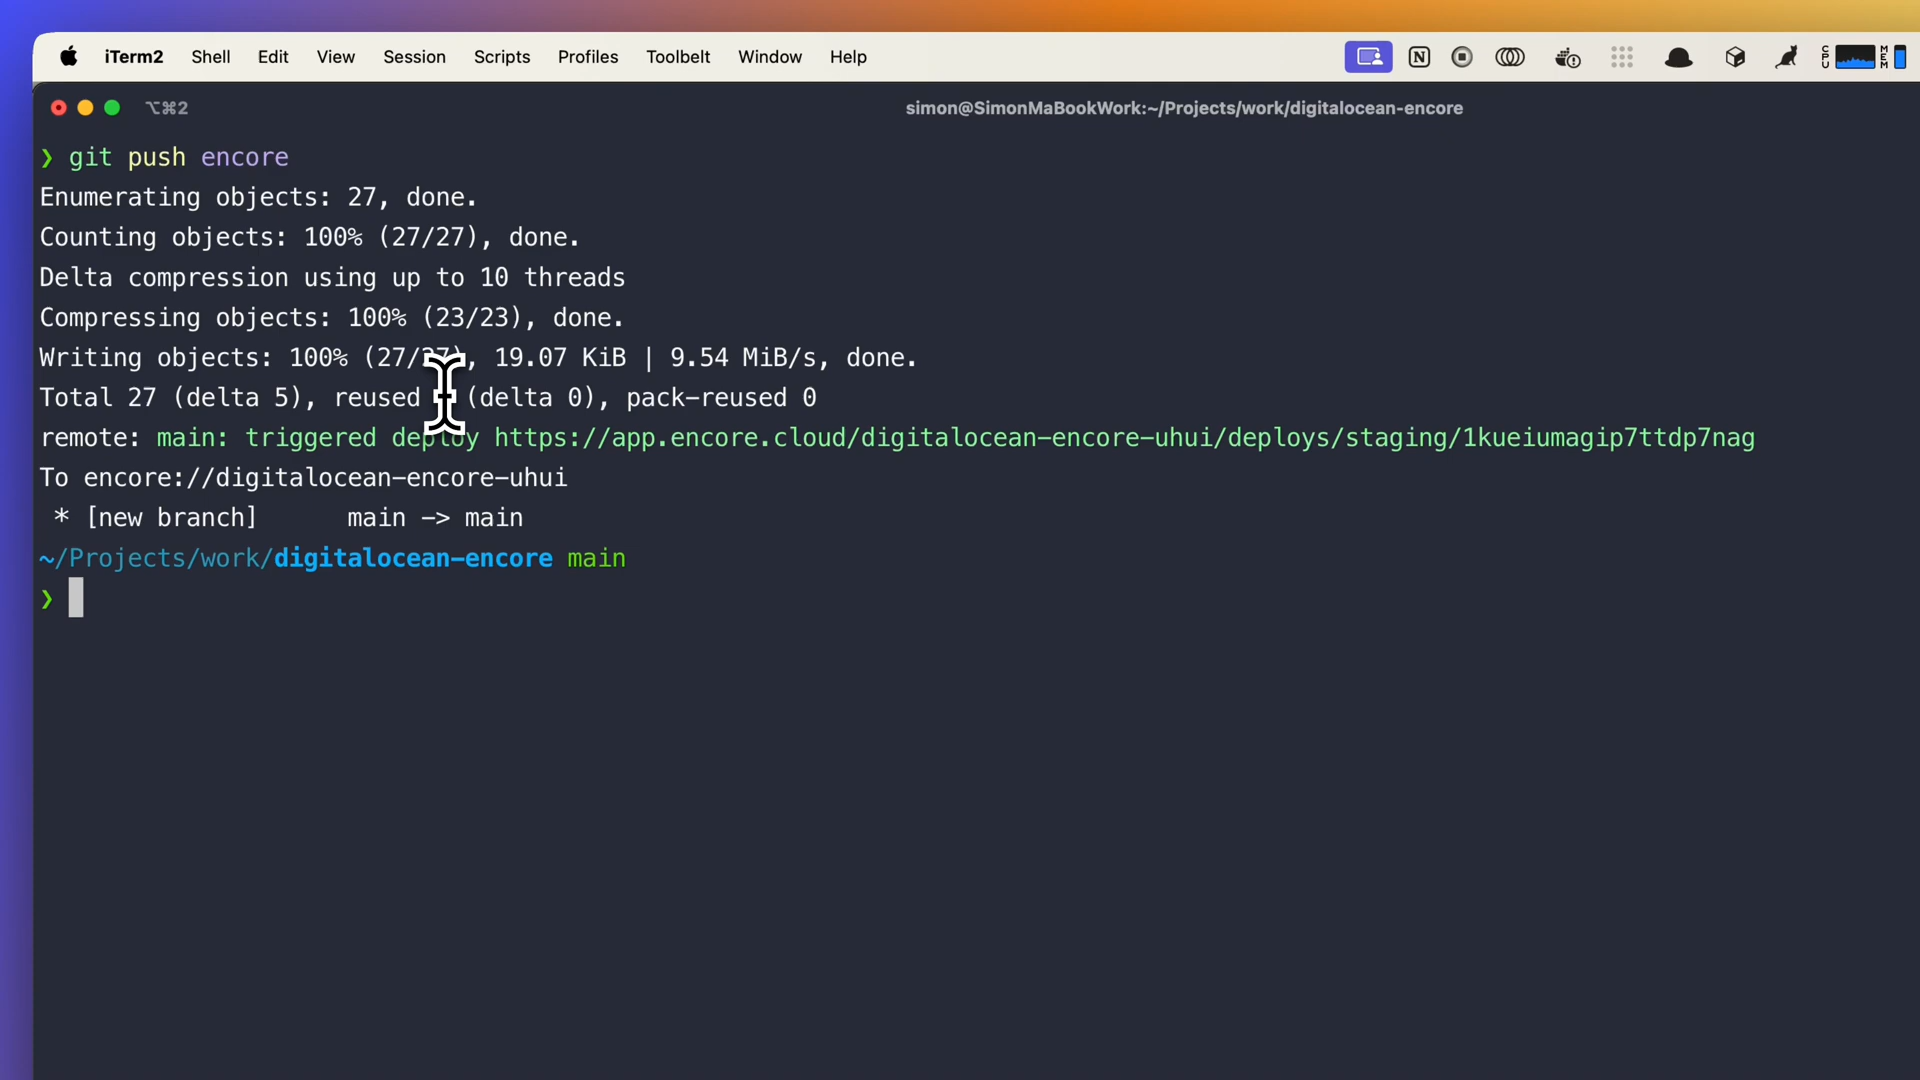 iTerm2 Shell Edit View Session Scripts Profiles Toolbelt Window Help CPU MEM
⌥⌘2 simon@SimonMaBookWork:~/Projects/work/digitalocean-encore
❯ git push encore
Enumerating objects: 27, done.
Counting objects: 100% (27/27), done.
Delta compression using up to 10 threads
Compressing objects: 100% (23/23), done.
Writing objects: 100% (27/27), 19.07 KiB | 9.54 MiB/s, done.
Total 27 (delta 5), reused (delta 0), pack-reused 0
remote: main: triggered deploy https://app.encore.cloud/digitalocean-encore-uhui/deploys/staging/1kueiumagip7ttdp7nag
To encore://digitalocean-encore-uhui
* [new branch] main -> main
~/Projects/work/digitalocean-encore main
❯